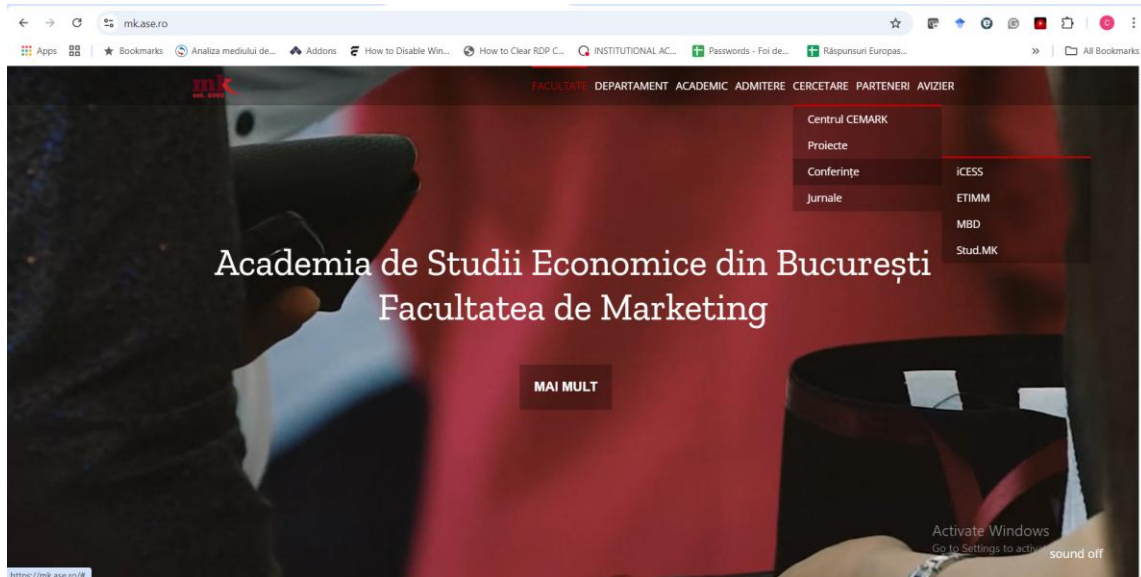 mk.ase.ro
Apps Bookmarks Analiza mediului de... Addons How to Disable Win... How to Clear RDP C... INSTITUTIONAL AC... Passwords - Foi de... Răspunsuri Europas... » All Bookmarks
mk
est. 2003
FACULTATE DEPARTAMENT ACADEMIC ADMITERE CERCETARE PARTENERI AVIZIER
Centrul CEMARK
Proiecte
Conferințe
Jurnale
iCESS
ETIMM
MBD
Stud.MK
Academia de Studii Economice din București
Facultatea de Marketing
MAI MULT
Activate Windows
Go to Settings to activ
sound off
https://mk.ase.ro/#